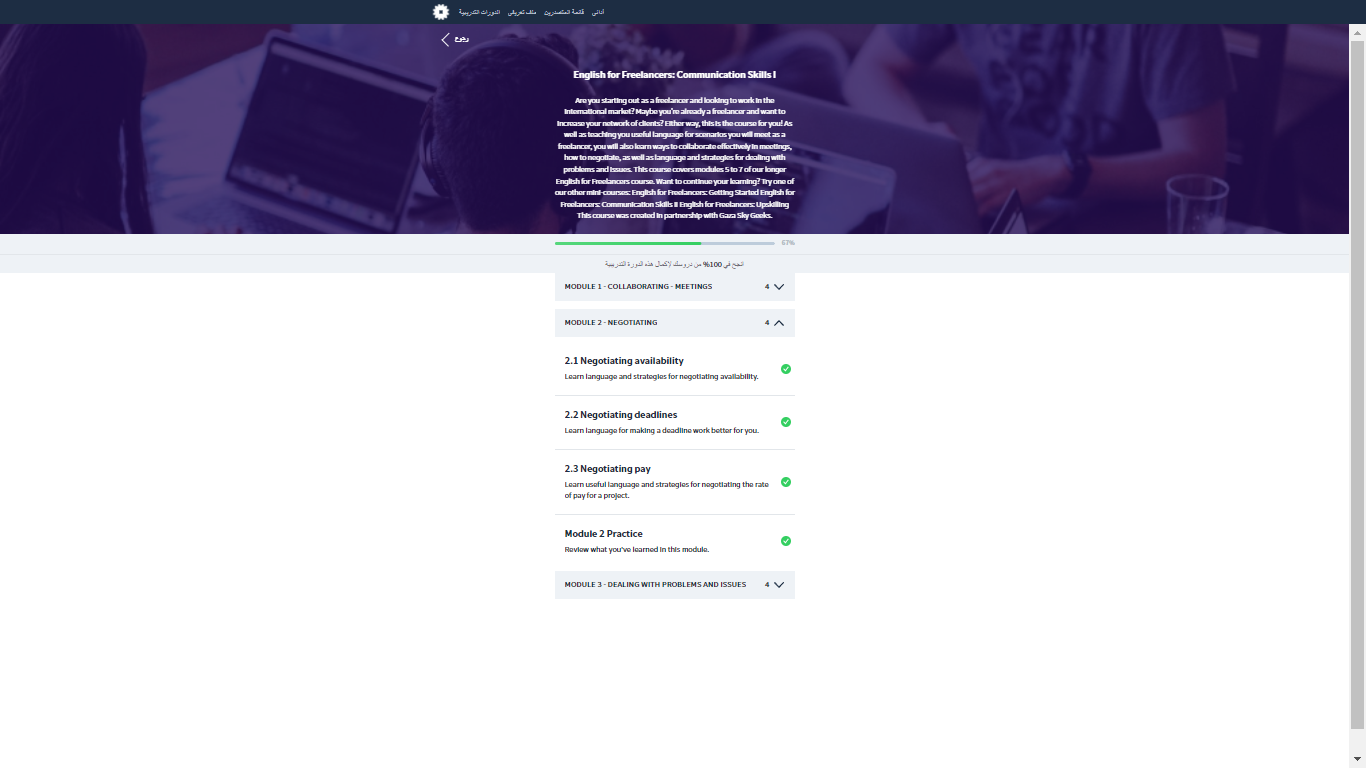 الدورات التدريبية ملف تعريفي قائمة المتصدرين أدائي
رجوع
English for Freelancers: Communication Skills I
Are you starting out as a freelancer and looking to work in the
international market? Maybe you're already a freelancer and want to
increase your network of clients? Either way, this is the course for you! As
well as teaching you useful language for scenarios you will meet as a
freelancer, you will also learn ways to collaborate effectively in meetings,
how to negotiate, as well as language and strategies for dealing with
problems and issues. This course covers modules 5 to 7 of our longer
English for Freelancers course. Want to continue your learning? Try one of
our other mini-courses: English for Freelancers: Getting Started English for
Freelancers: Communication Skills II English for Freelancers: Upskilling
This course was created in partnership with Gaza Sky Geeks.
67%
انجح في 100% من دروسك لإكمال هذه الدورة التدريبية
MODULE 1 - COLLABORATING - MEETINGS 4
MODULE 2 - NEGOTIATING 4
2.1 Negotiating availability
Learn language and strategies for negotiating availability.
2.2 Negotiating deadlines
Learn language for making a deadline work better for you.
2.3 Negotiating pay
Learn useful language and strategies for negotiating the rate
of pay for a project.
Module 2 Practice
Review what you've learned in this module.
MODULE 3 - DEALING WITH PROBLEMS AND ISSUES 4